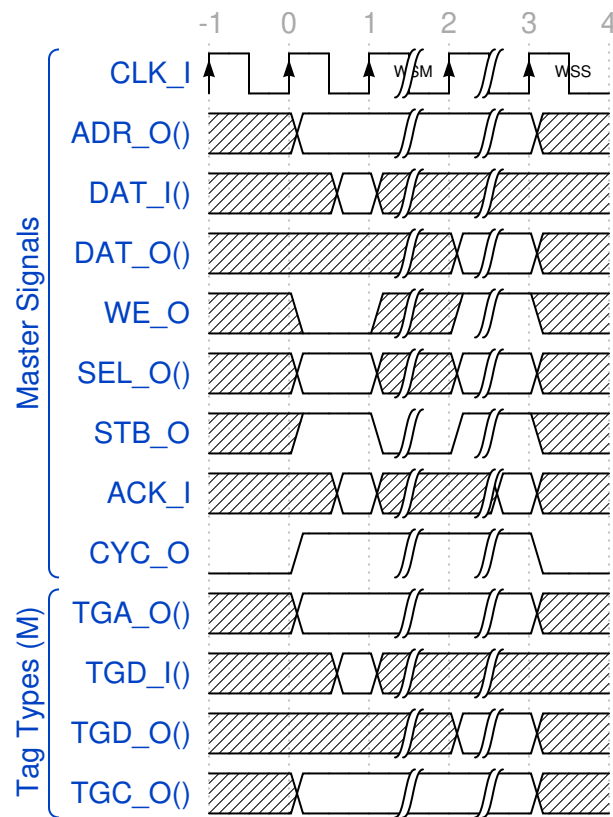 -1 0 1 2 3 4
CLK_I WSM WSS
ADR_O()
DAT_I()
DAT_O()
WE_O
SEL_O()
STB_O
ACK_I
CYC_O
Master Signals
TGA_O()
TGD_I()
TGD_O()
TGC_O()
Tag Types (M)